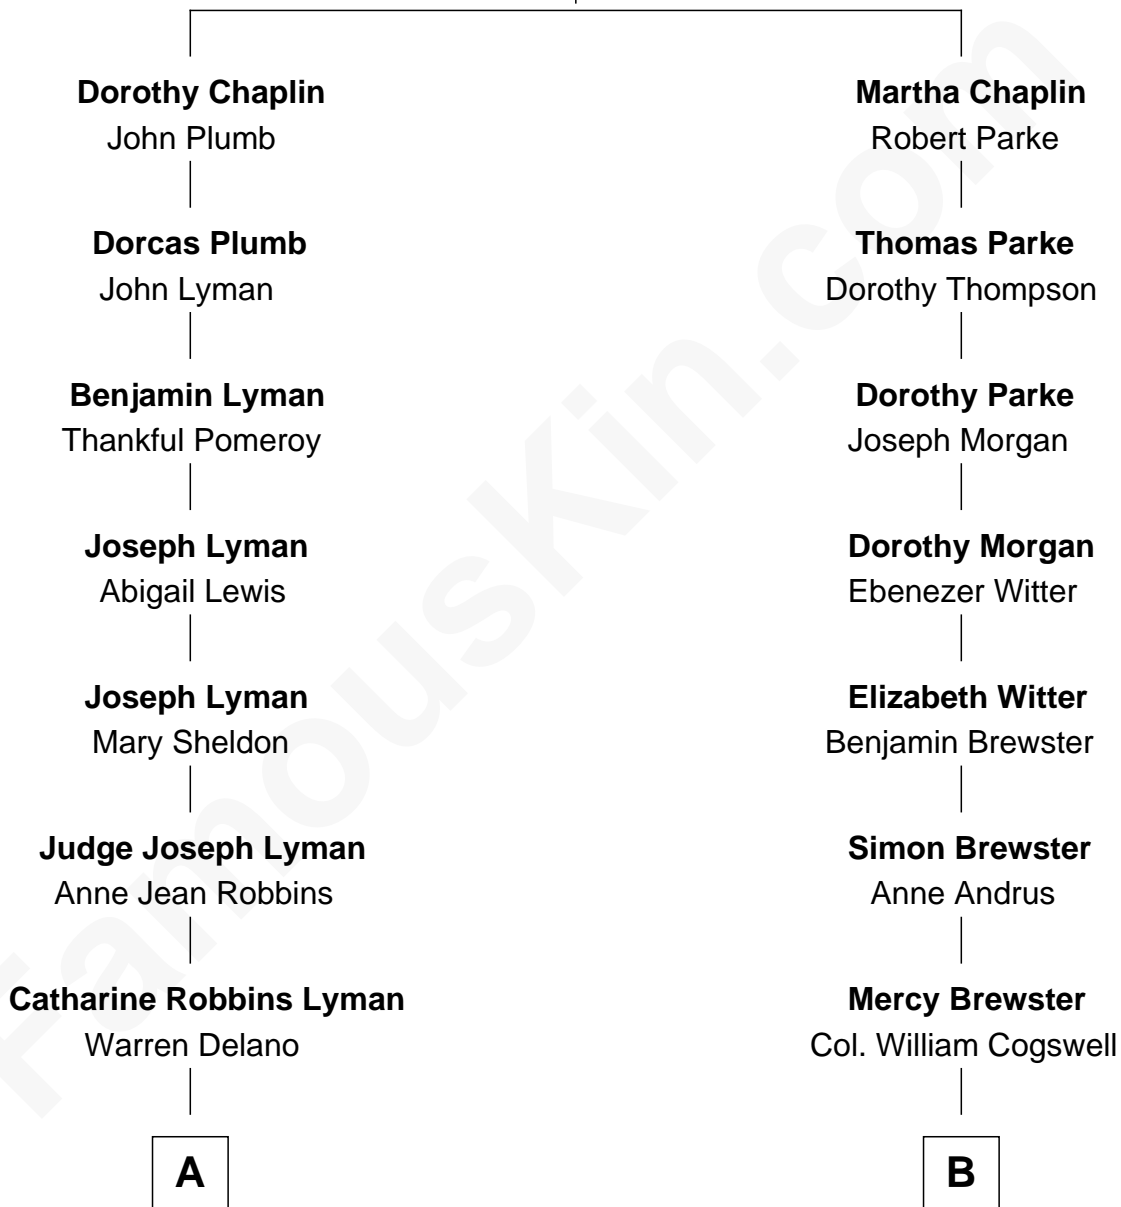 Dorothy Chaplin
John Plumb
Martha Chaplin
Robert Parke
Dorcas Plumb
John Lyman
Thomas Parke
Dorothy Thompson
Benjamin Lyman
Thankful Pomeroy
Dorothy Parke
Joseph Morgan
Joseph Lyman
Abigail Lewis
Dorothy Morgan
Ebenezer Witter
Joseph Lyman
Mary Sheldon
Elizabeth Witter
Benjamin Brewster
Judge Joseph Lyman
Anne Jean Robbins
Simon Brewster
Anne Andrus
Catharine Robbins Lyman
Warren Delano
Mercy Brewster
Col. William Cogswell
A
B
FamousKin.com